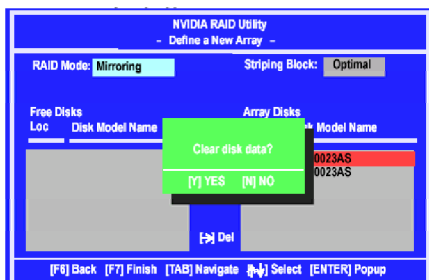 NVIDIA RAID Utility
- Define a New Array -
RAID Mode: Mirroring Striping Block: Optimal
Free Disks Array Disks
Loc Disk Model Name Model Name
Clear disk data?
0023AS
0023AS
[Y] YES [N] NO
[→] Del
[F6] Back [F7] Finish [TAB] Navigate [↑↓] Select [ENTER] Popup